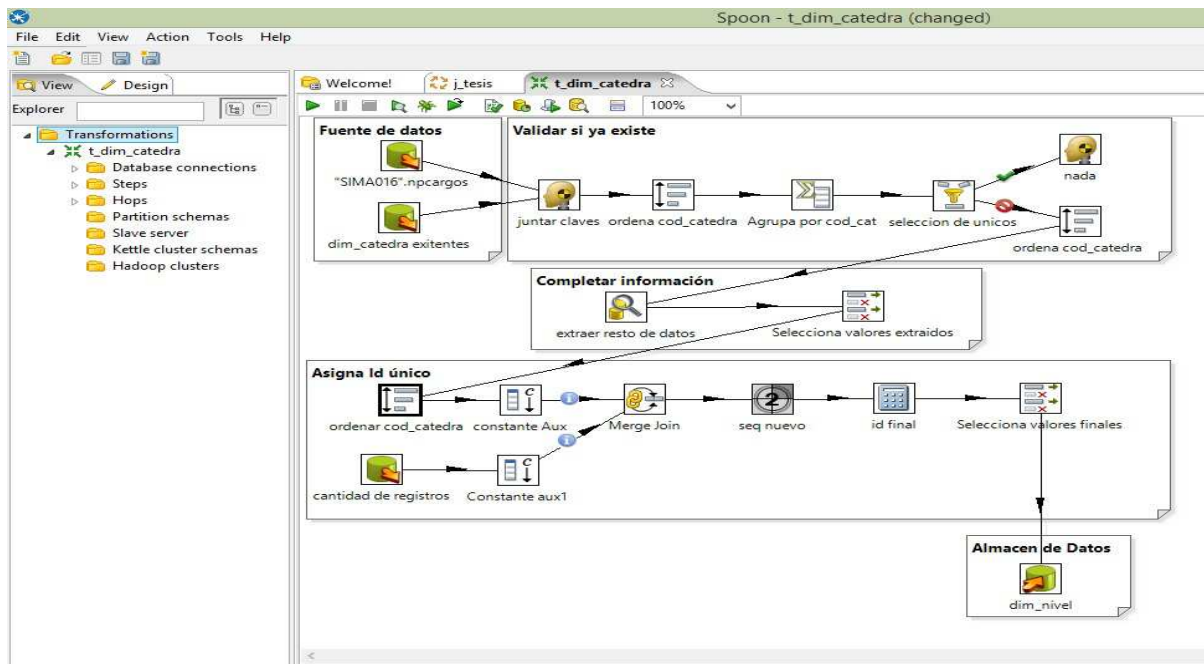 Spoon - t_dim_catedra (changed)
File Edit View Action Tools Help
View Design
Explorer
Transformations
t_dim_catedra
Database connections
Steps
Hops
Partition schemas
Slave server
Kettle cluster schemas
Hadoop clusters
Welcome! j_tesis t_dim_catedra
100%
Fuente de datos
"SIMA016".npcargos
dim_catedra exitentes
Validar si ya existe
juntar claves ordena cod_catedra Agrupa por cod_cat seleccion de unicos
nada
ordena cod_catedra
Completar información
extraer resto de datos Selecciona valores extraidos
Asigna Id único
ordenar cod_catedra constante Aux Merge Join seq nuevo id final Selecciona valores finales
cantidad de registros Constante aux1
Almacen de Datos
dim_nivel